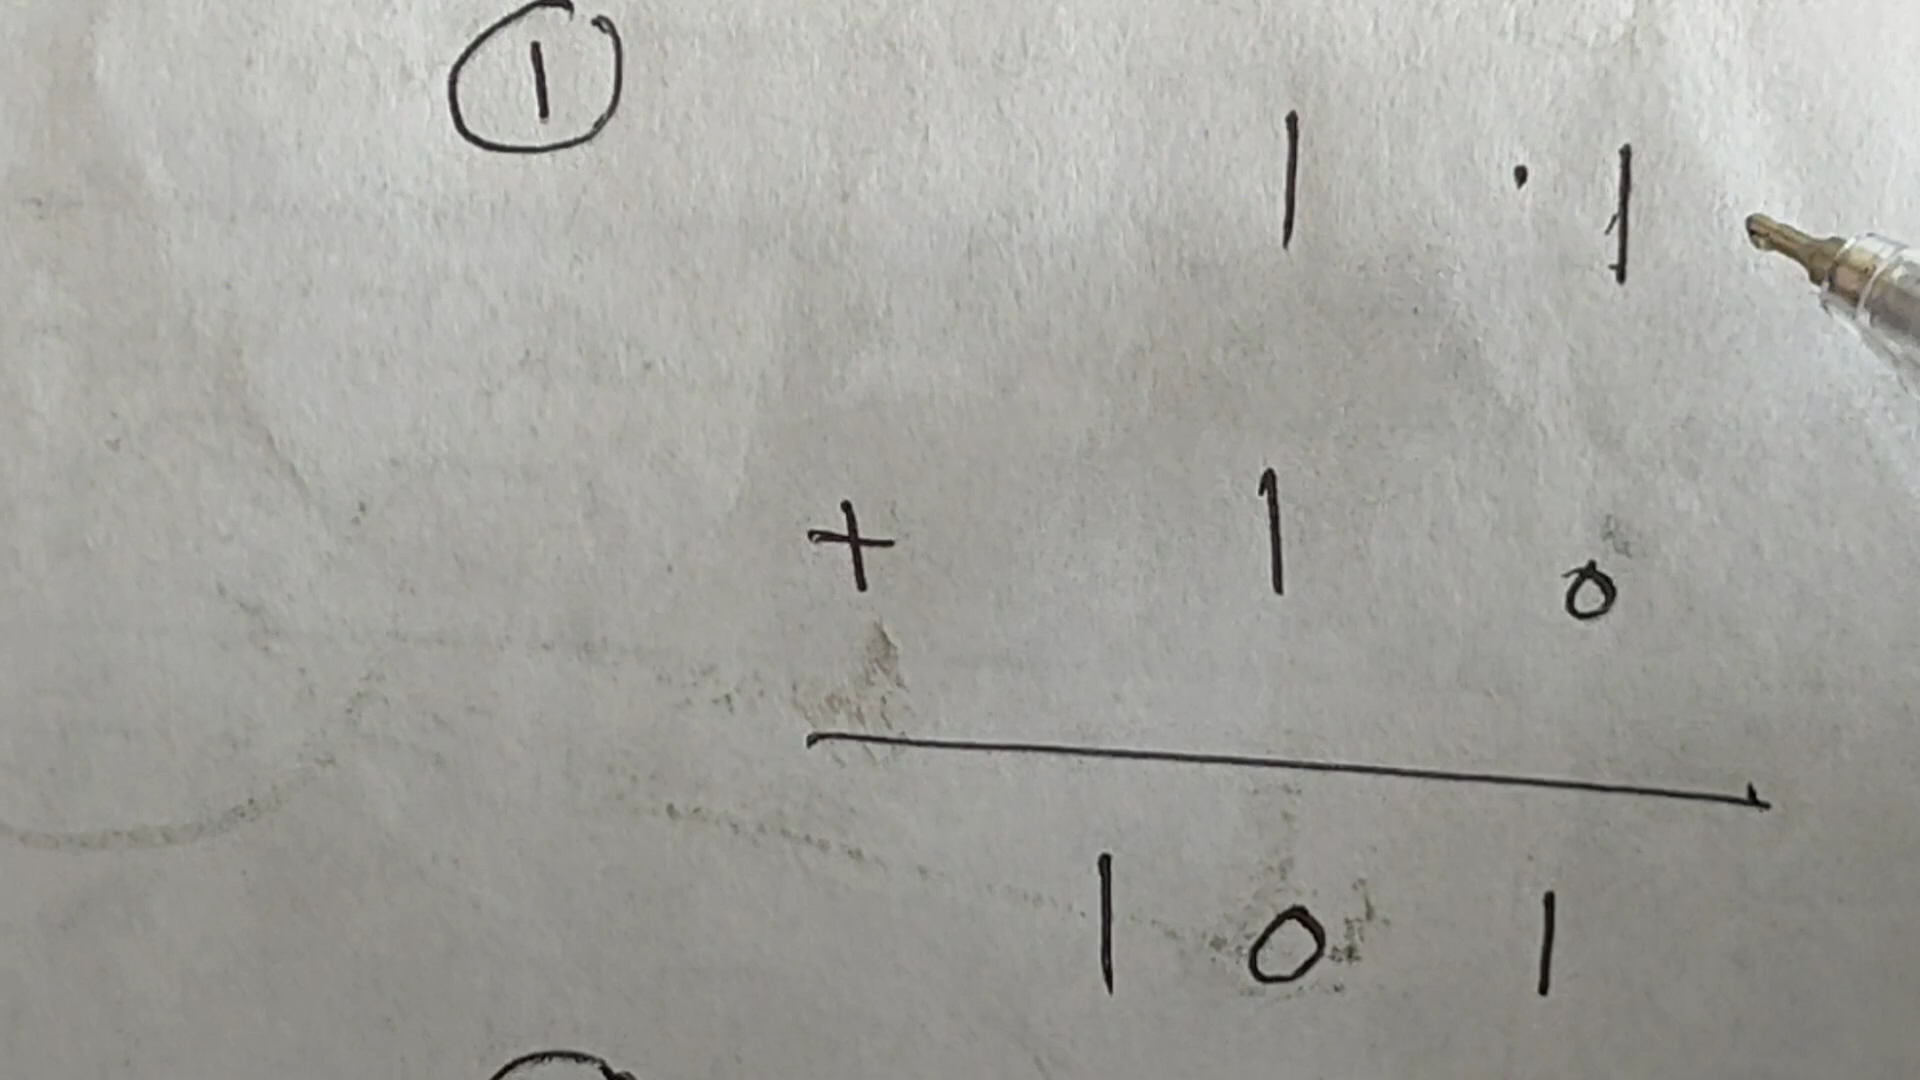 ①
1 · 1
+ 1 0
1 0 1